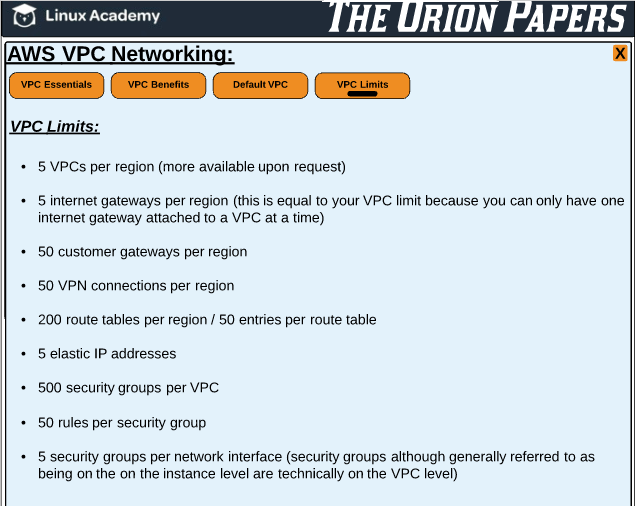 Linux Academy
THE ORION PAPERS
AWS VPC Networking:
X
VPC Essentials
VPC Benefits
Default VPC
VPC Limits
VPC Limits:
• 5 VPCs per region (more available upon request)
• 5 internet gateways per region (this is equal to your VPC limit because you can only have one
internet gateway attached to a VPC at a time)
• 50 customer gateways per region
• 50 VPN connections per region
• 200 route tables per region / 50 entries per route table
• 5 elastic IP addresses
• 500 security groups per VPC
• 50 rules per security group
• 5 security groups per network interface (security groups although generally referred to as
being on the on the instance level are technically on the VPC level)